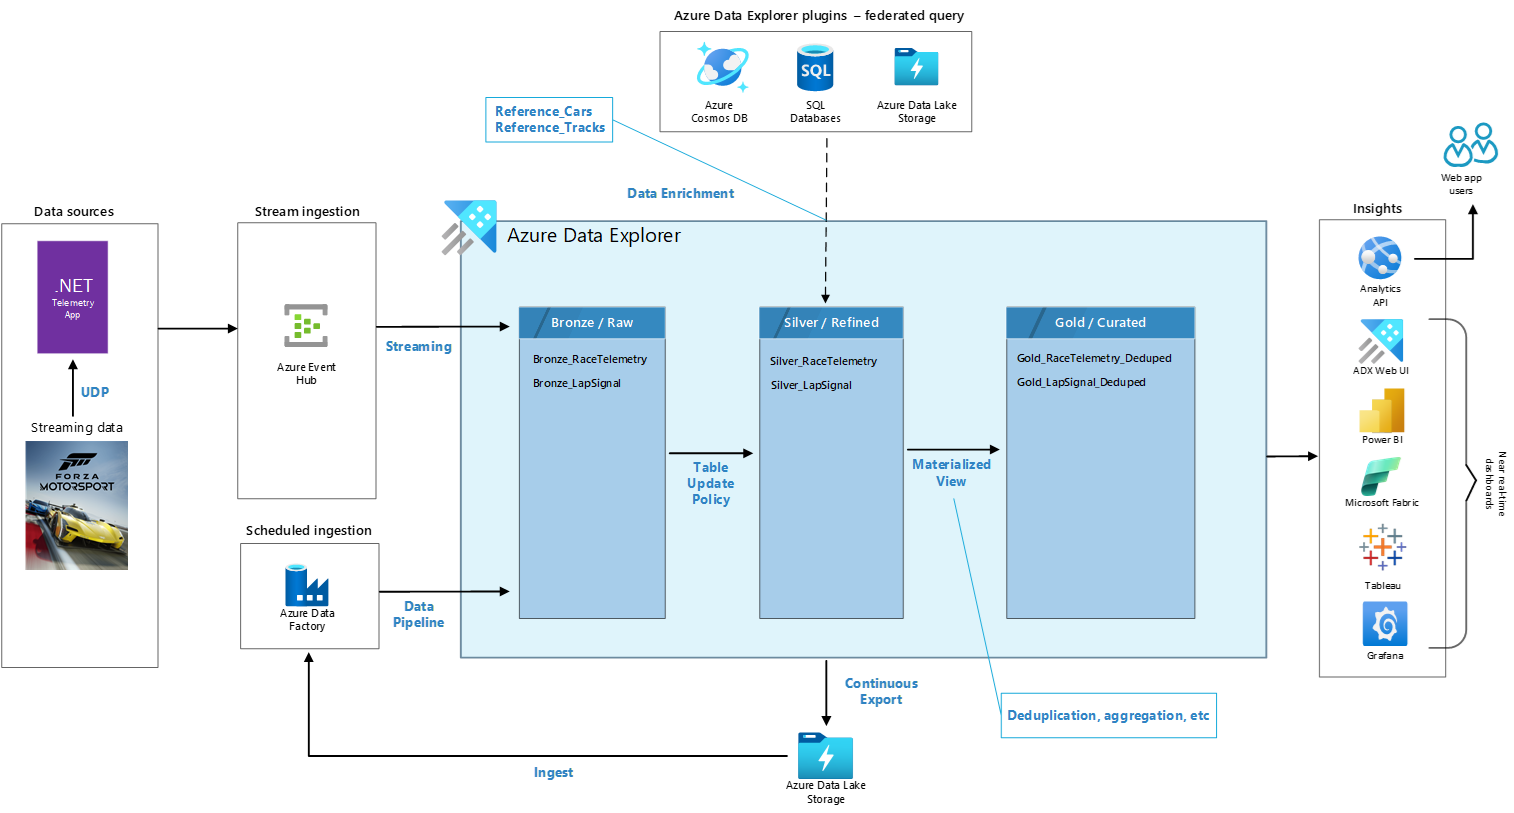 Azure Data Explorer plugins – federated query
Azure
Cosmos DB
SQL
SQL
Databases
Azure Data Lake
Storage
Reference_Cars
Reference_Tracks
Data Enrichment
Data sources
.NET
Telemetry
App
UDP
Streaming data
FORZA
MOTORSPORT
Stream ingestion
Azure Event
Hub
Streaming
Scheduled ingestion
Azure Data
Factory
Data
Pipeline
Azure Data Explorer
Bronze / Raw
Bronze_RaceTelemetry
Bronze_LapSignal
Table
Update
Policy
Silver / Refined
Silver_RaceTelemetry
Silver_LapSignal
Materialized
View
Gold / Curated
Gold_RaceTelemetry_Deduped
Gold_LapSignal_Deduped
Continuous
Export
Deduplication, aggregation, etc
Ingest
Azure Data Lake
Storage
Web app
users
Insights
Analytics
API
ADX Web UI
Power BI
Microsoft Fabric
Tableau
Grafana
Near real-time
dashboards